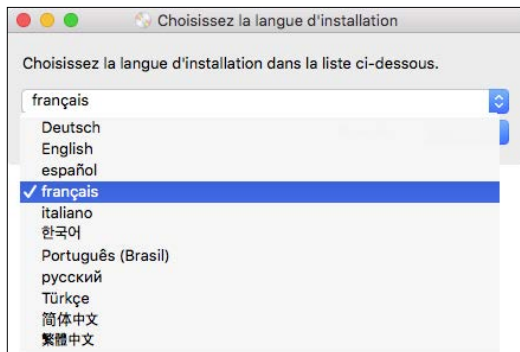 Choisissez la langue d'installation
Choisissez la langue d'installation dans la liste ci-dessous.
français
Deutsch
English
español
✓ français
italiano
한국어
Português (Brasil)
русский
Türkçe
简体中文
繁體中文